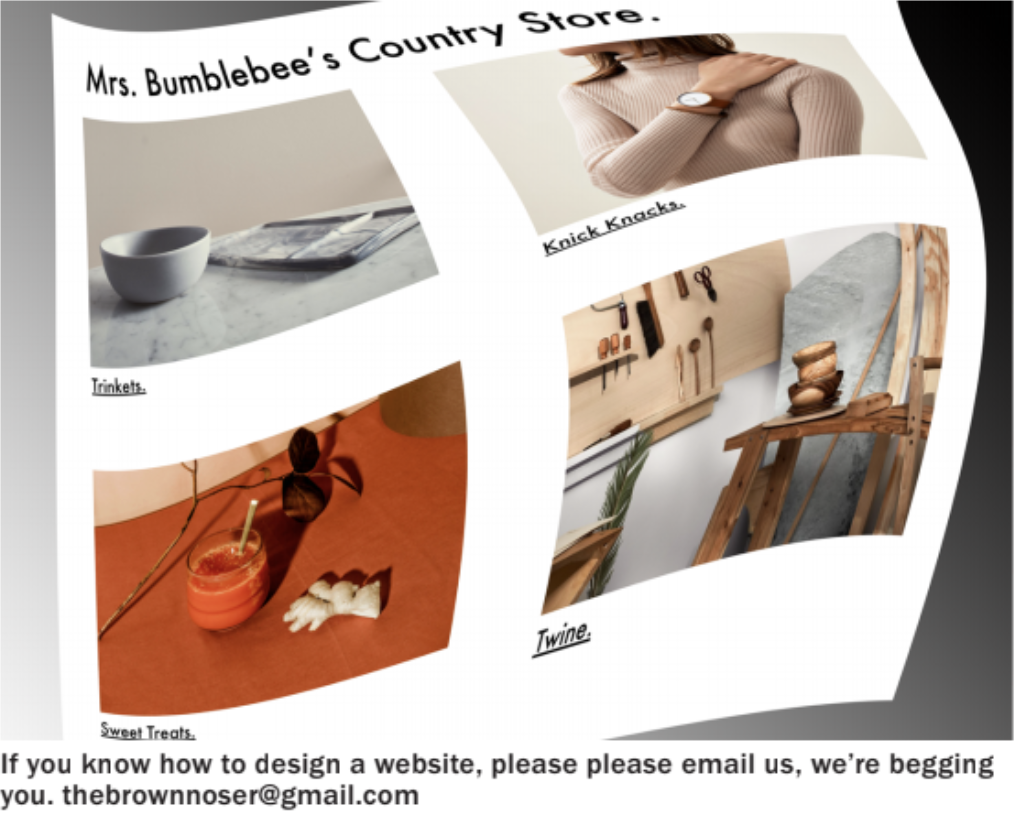 Mrs. Bumblebee's Country Store.
Knick Knacks.
Trinkets.
Twine.
Sweet Treats.
If you know how to design a website, please please email us, we're begging
you. thebrownnoser@gmail.com